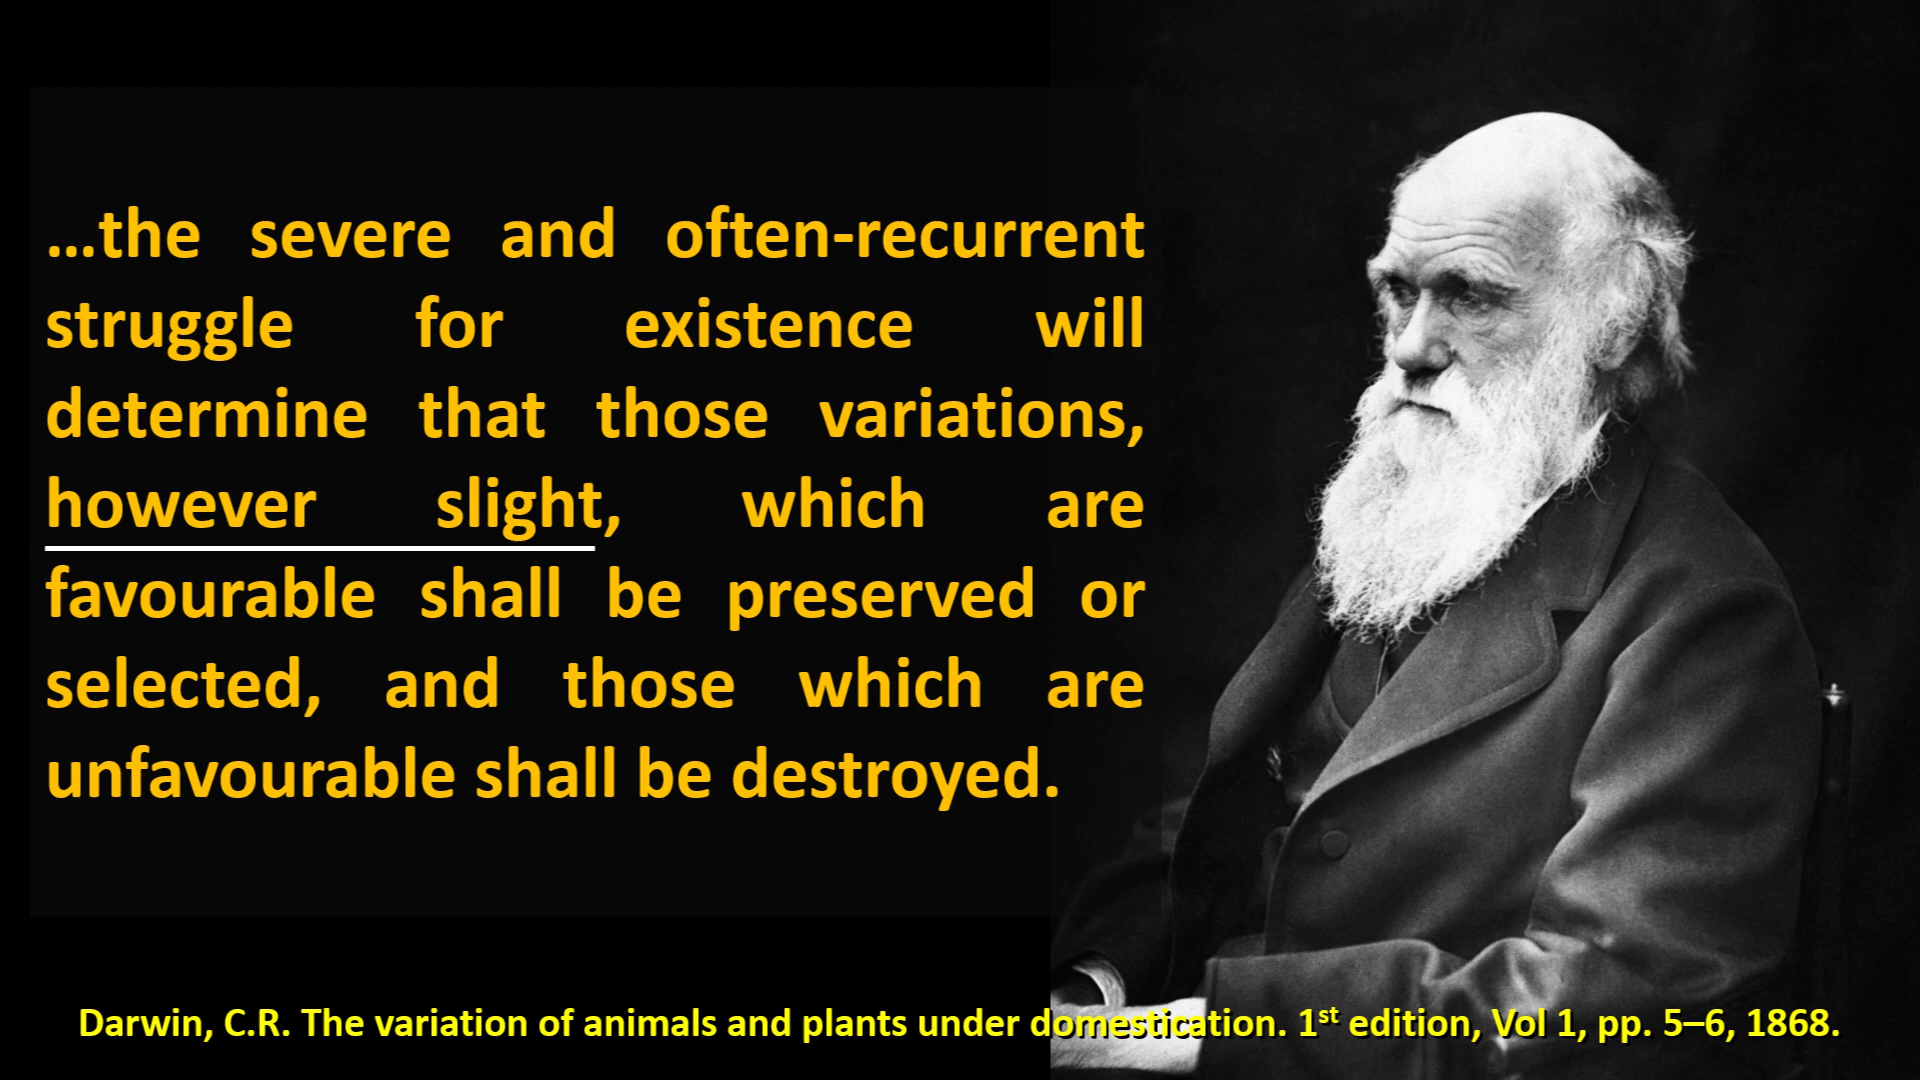 …the severe and often-recurrent
struggle for existence will
determine that those variations,
however slight, which are
favourable shall be preserved or
selected, and those which are
unfavourable shall be destroyed.
Darwin, C.R. The variation of animals and plants under domestication. 1st edition, Vol 1, pp. 5–6, 1868.